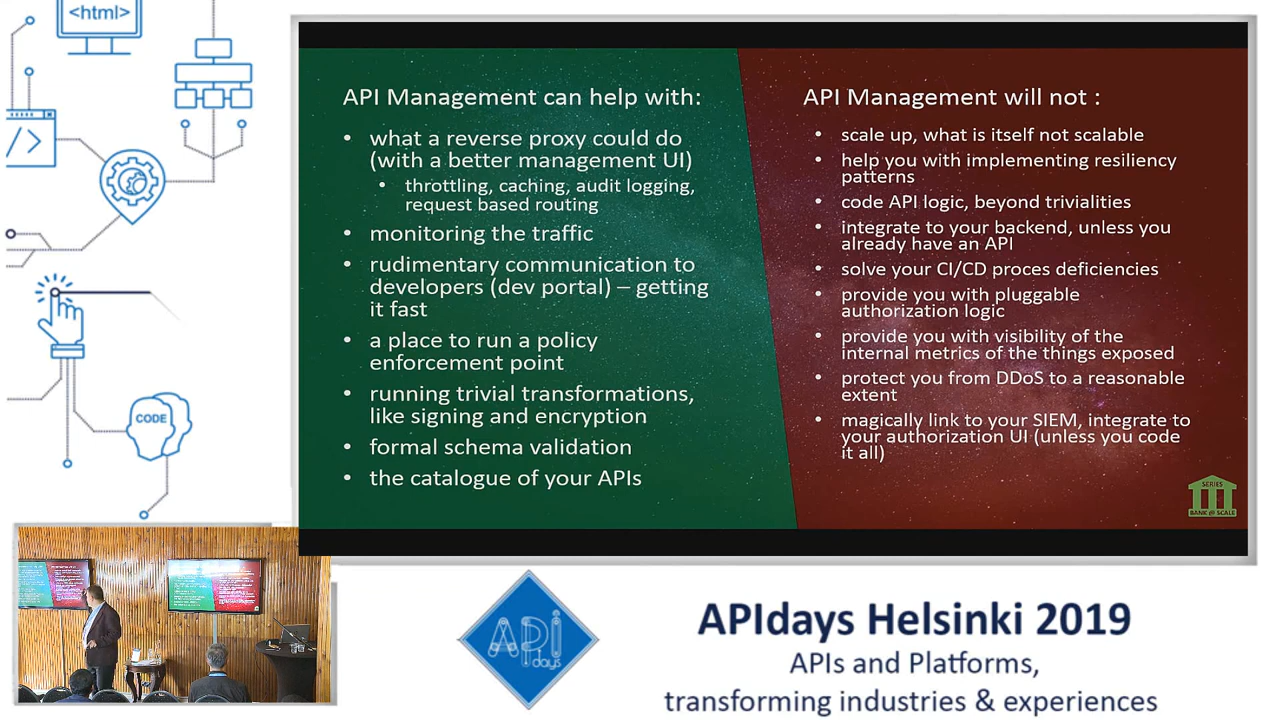 <html>
</>
CODE
API Management can help with:
• what a reverse proxy could do
(with a better management UI)
• throttling, caching, audit logging,
request based routing
• monitoring the traffic
• rudimentary communication to
developers (dev portal) – getting
it fast
• a place to run a policy
enforcement point
• running trivial transformations,
like signing and encryption
• formal schema validation
• the catalogue of your APIs
API Management will not :
• scale up, what is itself not scalable
• help you with implementing resiliency
patterns
• code API logic, beyond trivialities
• integrate to your backend, unless you
already have an API
• solve your CI/CD proces deficiencies
• provide you with pluggable
authorization logic
• provide you with visibility of the
internal metrics of the things exposed
• protect you from DDoS to a reasonable
extent
• magically link to your SIEM, integrate to
your authorization UI (unless you code
it all)
SERIES
BANK @ SCALE
API
days
APIdays Helsinki 2019
APIs and Platforms,
transforming industries & experiences